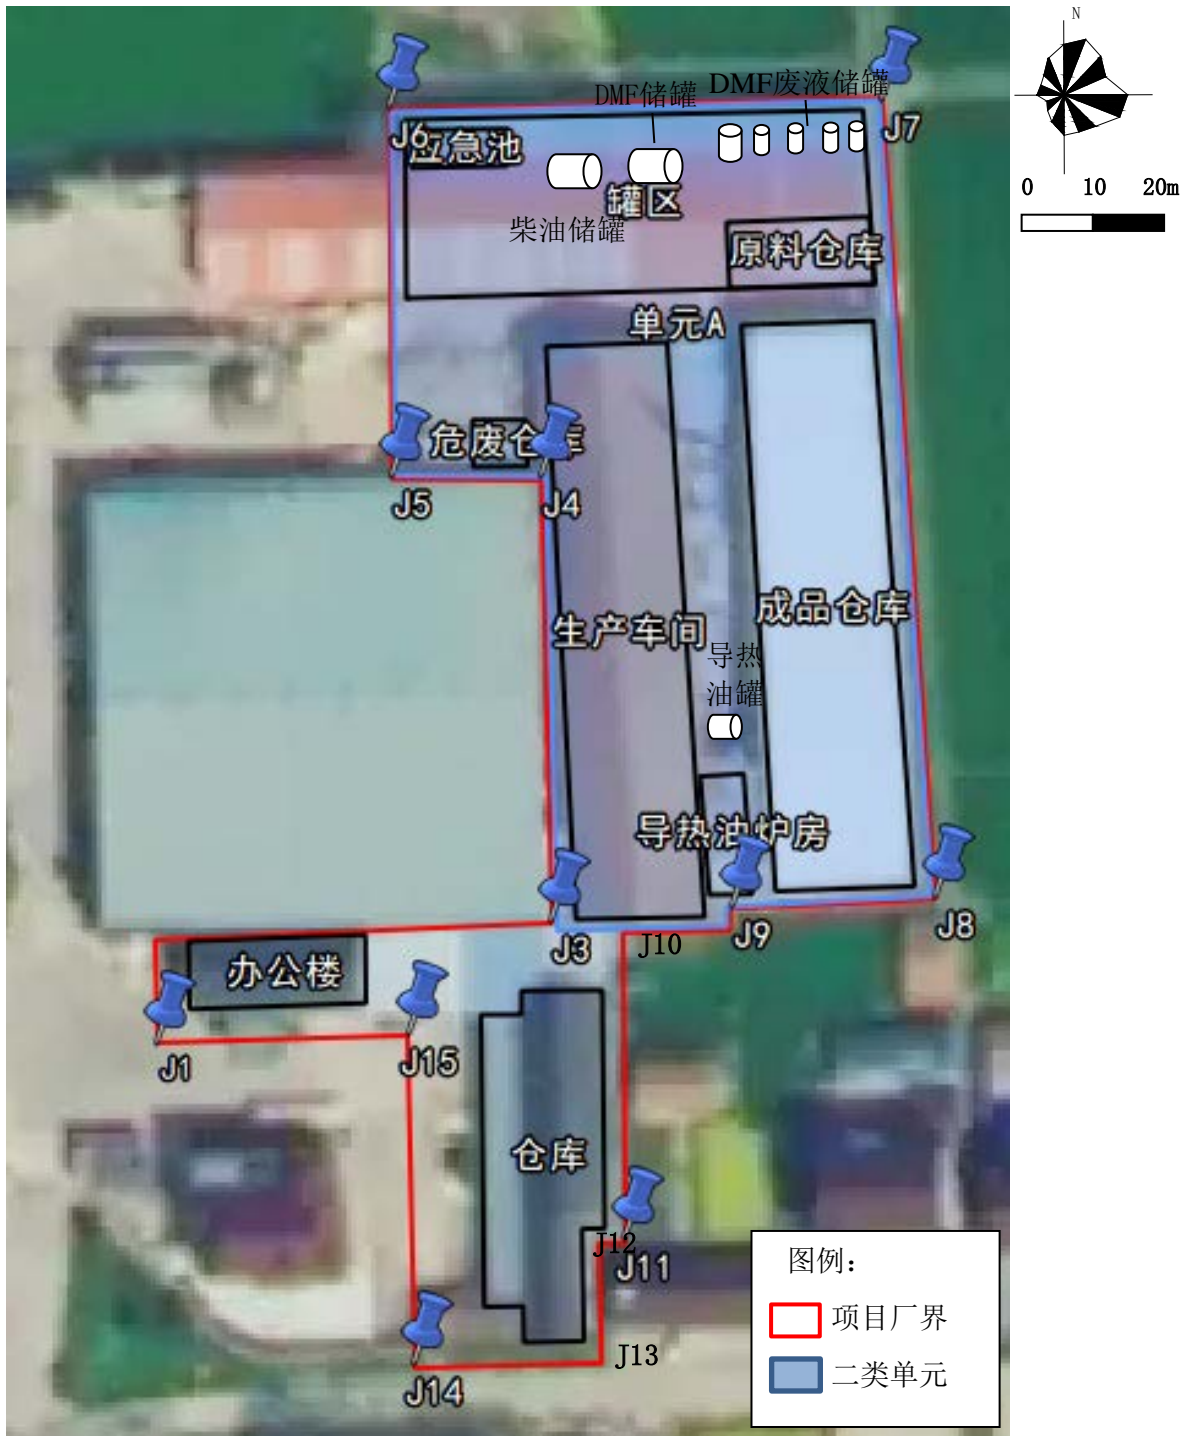 N
0 10 20m
DMF储罐
DMF废液储罐
J6
J7
应急池
罐区
柴油储罐
原料仓库
单元A
危废仓库
J5
J4
成品仓库
生产车间
导热
油罐
导热油炉房
J3
J10
J9
J8
办公楼
J1
J15
仓库
J12
J11
J13
J14
图例：
项目厂界
二类单元